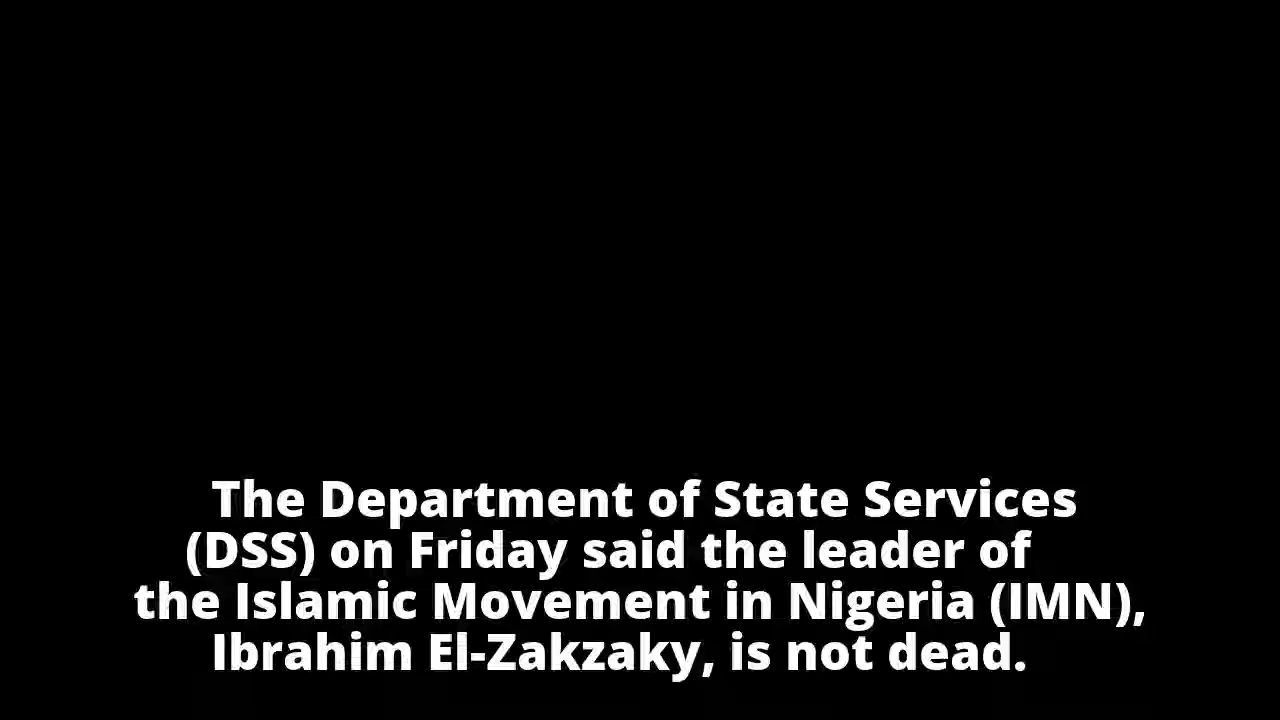 The Department of State Services
(DSS) on Friday said the leader of
the Islamic Movement in Nigeria (IMN),
Ibrahim El-Zakzaky, is not dead.